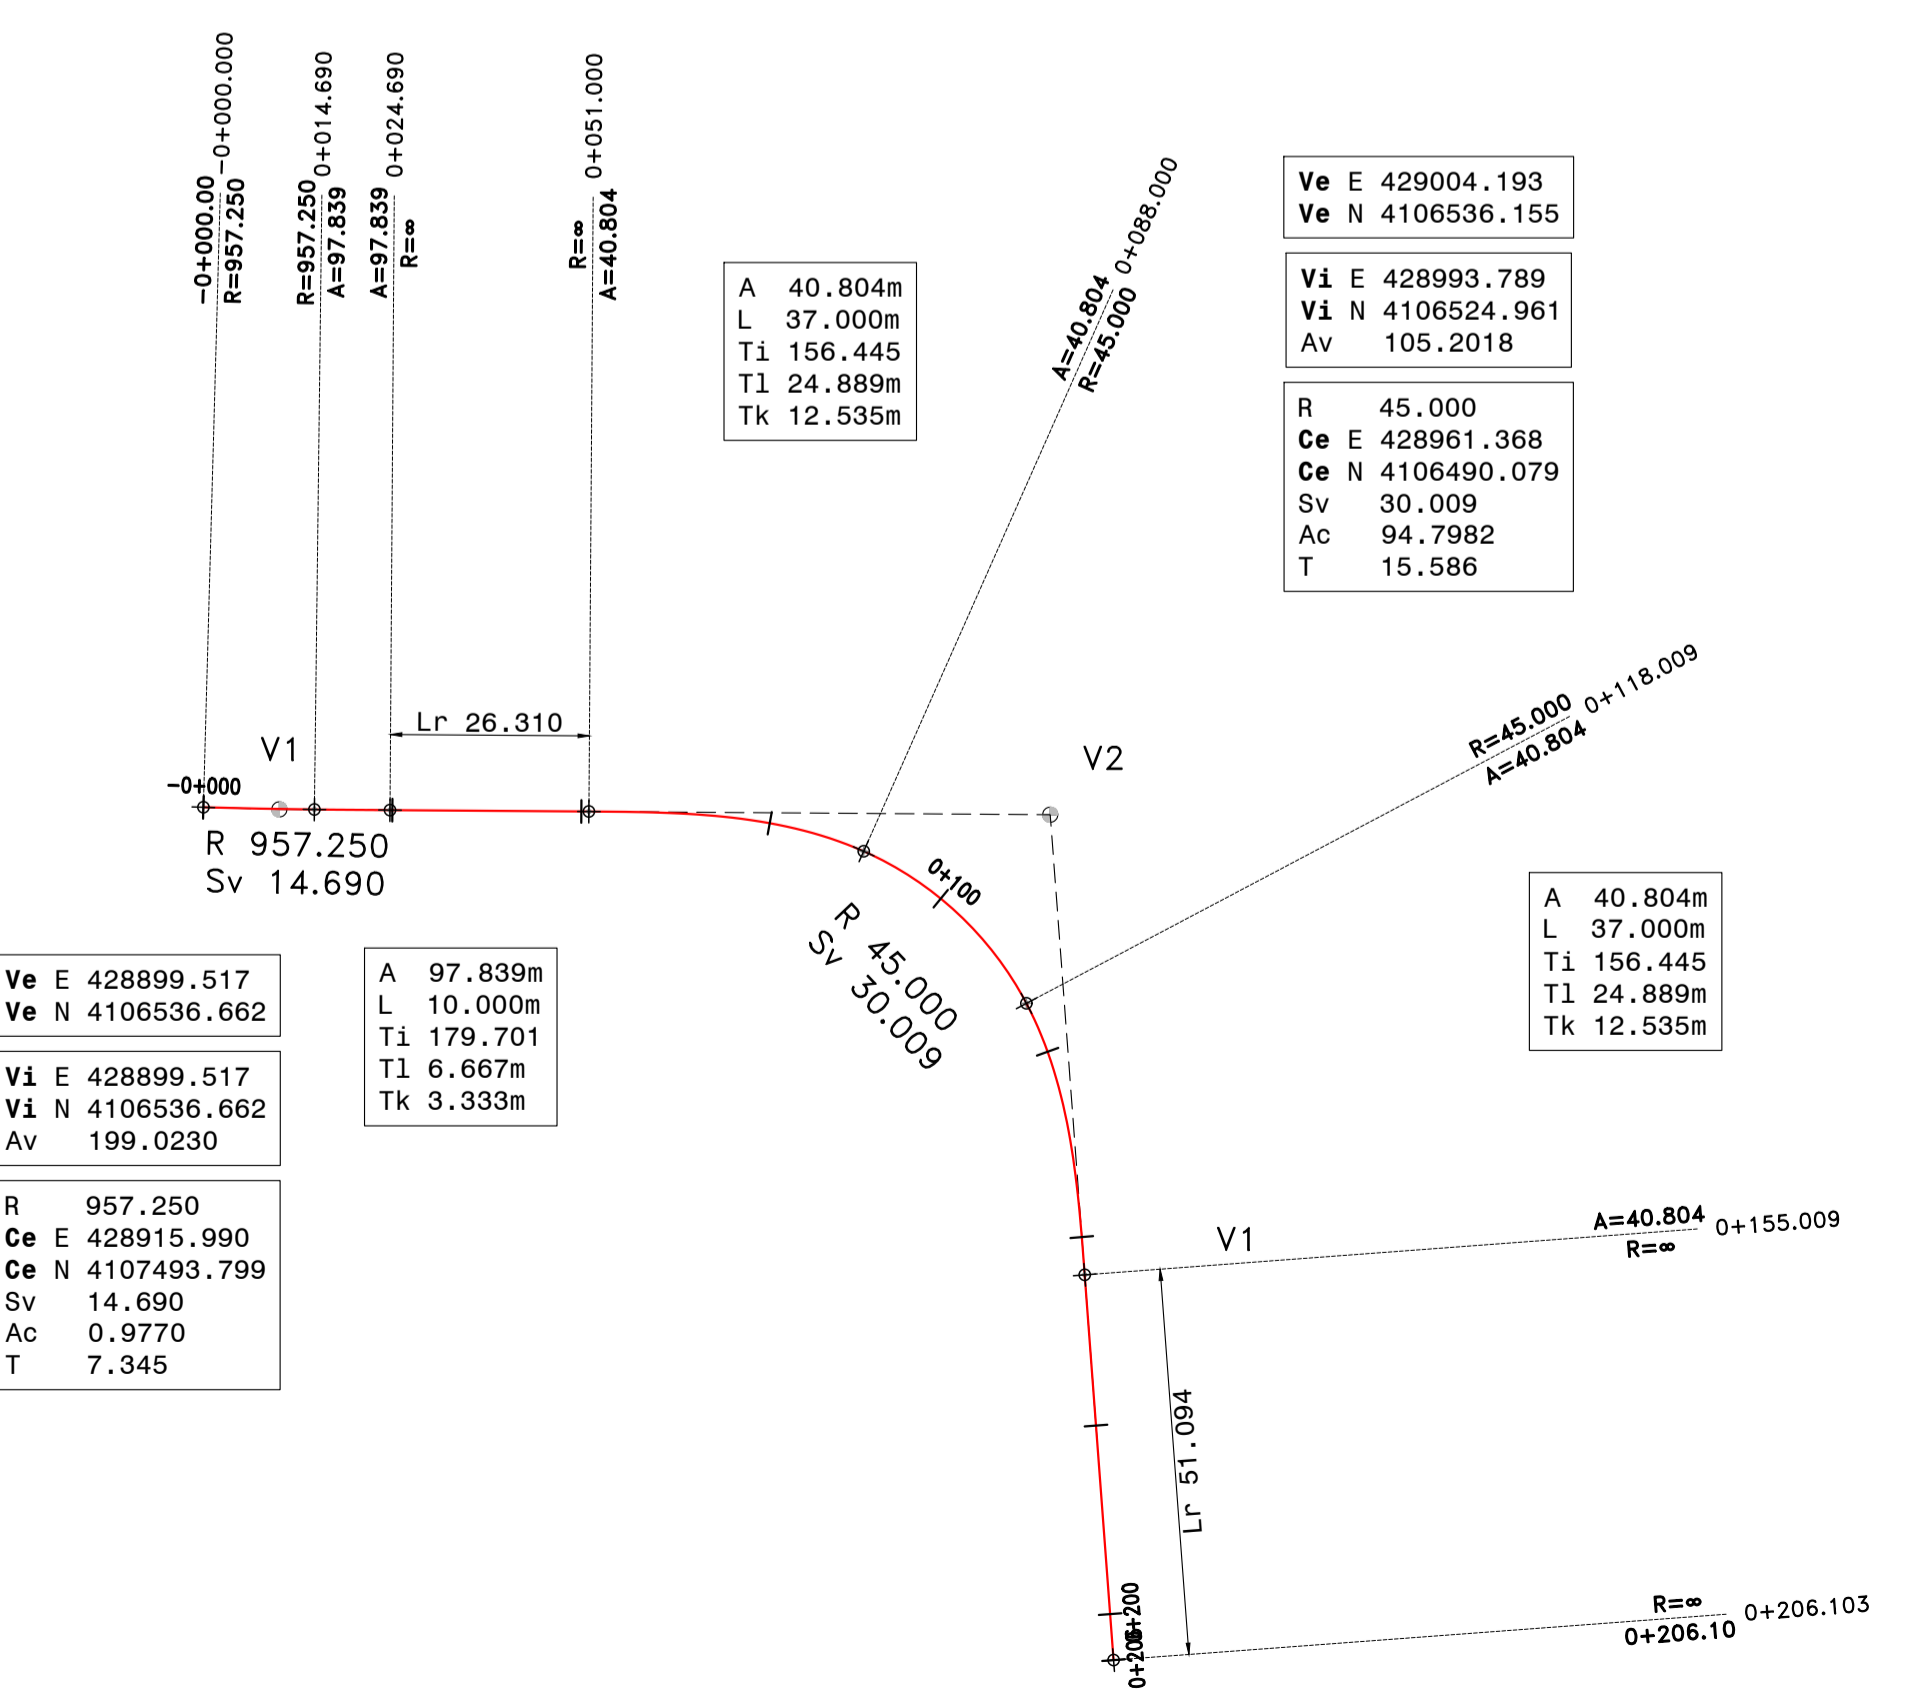 -0+000.000
-0+000.00
R=957.250
0+014.690
R=957.250
A=97.839
0+024.690
A=97.839
R=∞
0+051.000
R=∞
A=40.804
A 40.804m
L 37.000m
Ti 156.445
Tl 24.889m
Tk 12.535m
0+088.000
A=40.804
R=45.000
Ve E 429004.193
Ve N 4106536.155
Vi E 428993.789
Vi N 4106524.961
Av 105.2018
R 45.000
Ce E 428961.368
Ce N 4106490.079
Sv 30.009
Ac 94.7982
T 15.586
0+118.009
R=45.000
A=40.804
Lr 26.310
V1
V2
-0+000
R 957.250
Sv 14.690
0+100
R 45.000
Sv 30.009
A 40.804m
L 37.000m
Ti 156.445
Tl 24.889m
Tk 12.535m
Ve E 428899.517
Ve N 4106536.662
Vi E 428899.517
Vi N 4106536.662
Av 199.0230
R 957.250
Ce E 428915.990
Ce N 4107493.799
Sv 14.690
Ac 0.9770
T 7.345
A 97.839m
L 10.000m
Ti 179.701
Tl 6.667m
Tk 3.333m
V1
A=40.804
R=∞
0+155.009
Lr 51.094
0+200
R=∞
0+206.10
0+206.103